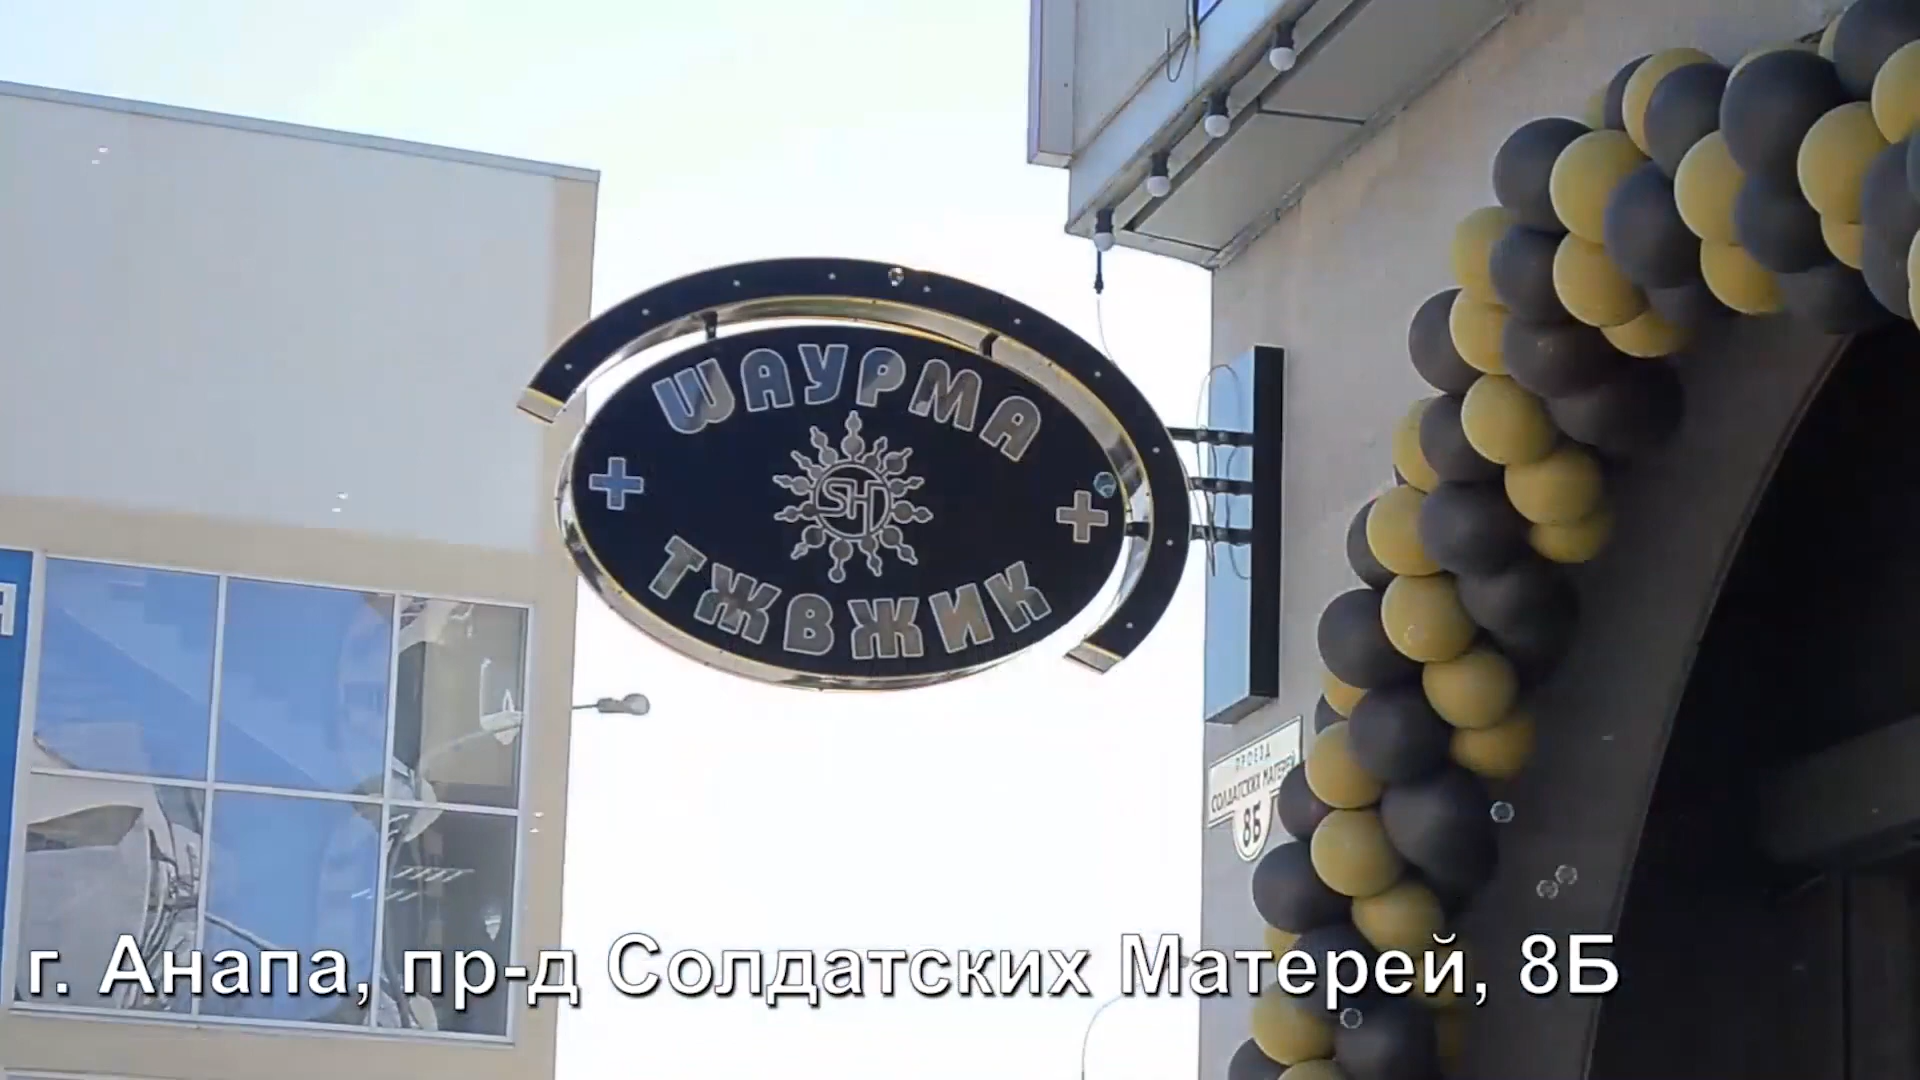 ШАУРМА
SH
ТЖВЖИК
ПРОЕЗД
СОЛДАТСКИХ МАТЕРЕЙ
8Б
Я
г. Анапа, пр-д Солдатских Матерей, 8Б